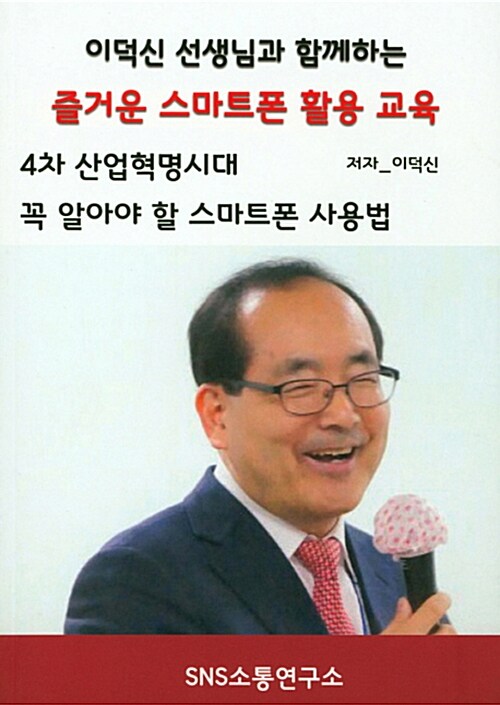 이덕신 선생님과 함께하는
즐거운 스마트폰 활용 교육
4차 산업혁명시대
저자_이덕신
꼭 알아야 할 스마트폰 사용법
SNS소통연구소